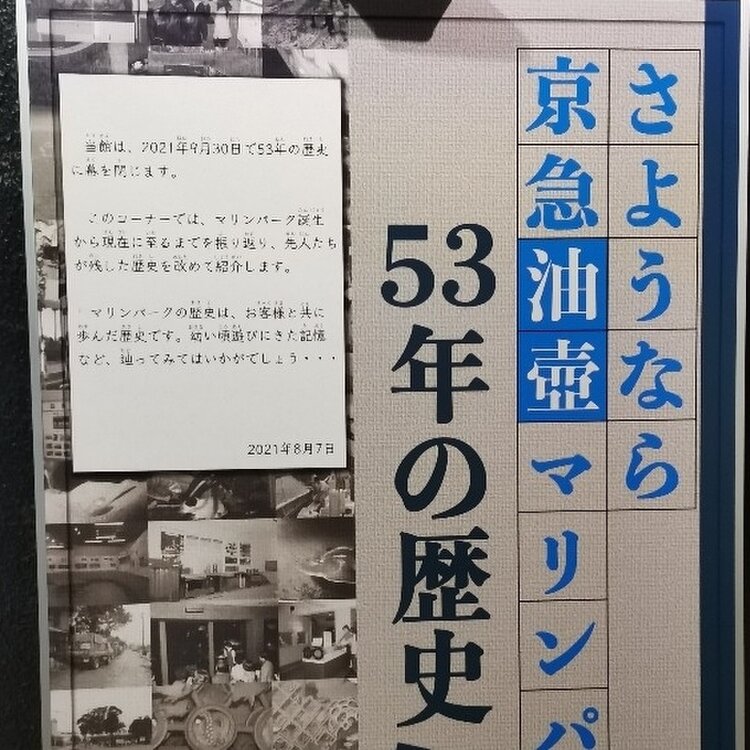 さようなら
京急油壺マリンパ
53年の歴史
当館は、2021年9月30日で53年の歴史
に幕を閉じます。
このコーナーでは、マリンパーク誕生
から現在に至るまでを振り返り、先人たち
が残した歴史を改めて紹介します。
マリンパークの歴史は、お客様と共に
歩んだ歴史です。幼い頃遊びにきた記憶
など、辿ってみてはいかがでしょう・・・
2021年8月7日